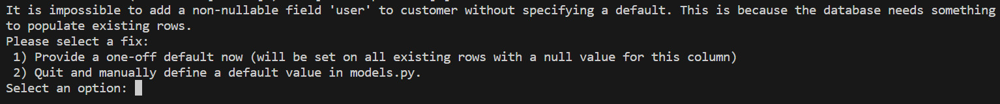 It is impossible to add a non-nullable field 'user' to customer without specifying a default. This is because the database needs something
to populate existing rows.
Please select a fix:
 1) Provide a one-off default now (will be set on all existing rows with a null value for this column)
 2) Quit and manually define a default value in models.py.
Select an option: